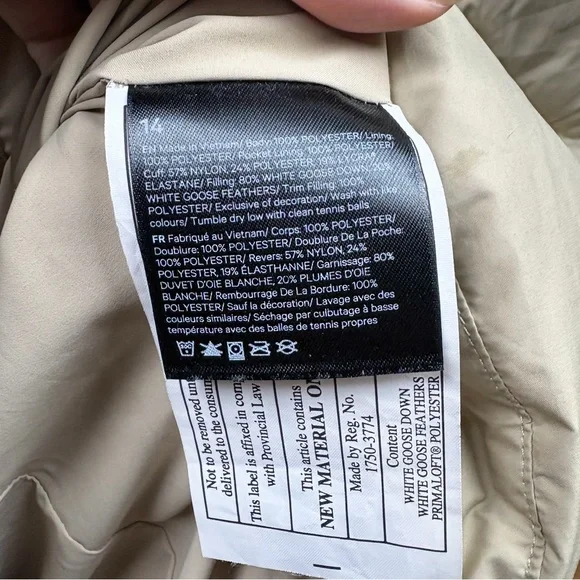 14
EN Made in Vietnam/ Body: 100% POLYESTER/ Lining:
100% POLYESTER/ Pocket Lining: 100% POLYESTER/
Cuff: 57% NYLON, 24% POLYESTER, 19% LYCRA®
ELASTANE/ Filling: 80% WHITE GOOSE DOWN, 20%
WHITE GOOSE FEATHERS/ Trim Filling: 100%
POLYESTER/ Exclusive of decoration/ Wash with like
colours/ Tumble dry low with clean tennis balls
FR Fabriqué au Vietnam/ Corps: 100% POLYESTER/
Doublure: 100% POLYESTER/ Doublure De La Poche:
100% POLYESTER/ Revers: 57% NYLON, 24%
POLYESTER, 19% ÉLASTHANNE/ Garnissage: 80%
DUVET D'OIE BLANCHE, 20% PLUMES D'OIE
BLANCHE/ Rembourrage De La Bordure: 100%
POLYESTER/ Sauf la décoration/ Lavage avec des
couleurs similaires/ Séchage par culbutage à basse
température avec des balles de tennis propres
Not to be removed
delivered to the
This label is affixed in
with Provincial Law
This article contains
NEW MATERIAL
Made by Reg. No.
1750-3774
Content
WHITE GOOSE DOWN
WHITE GOOSE FEATHERS
PRIMALOFT® POLYESTER